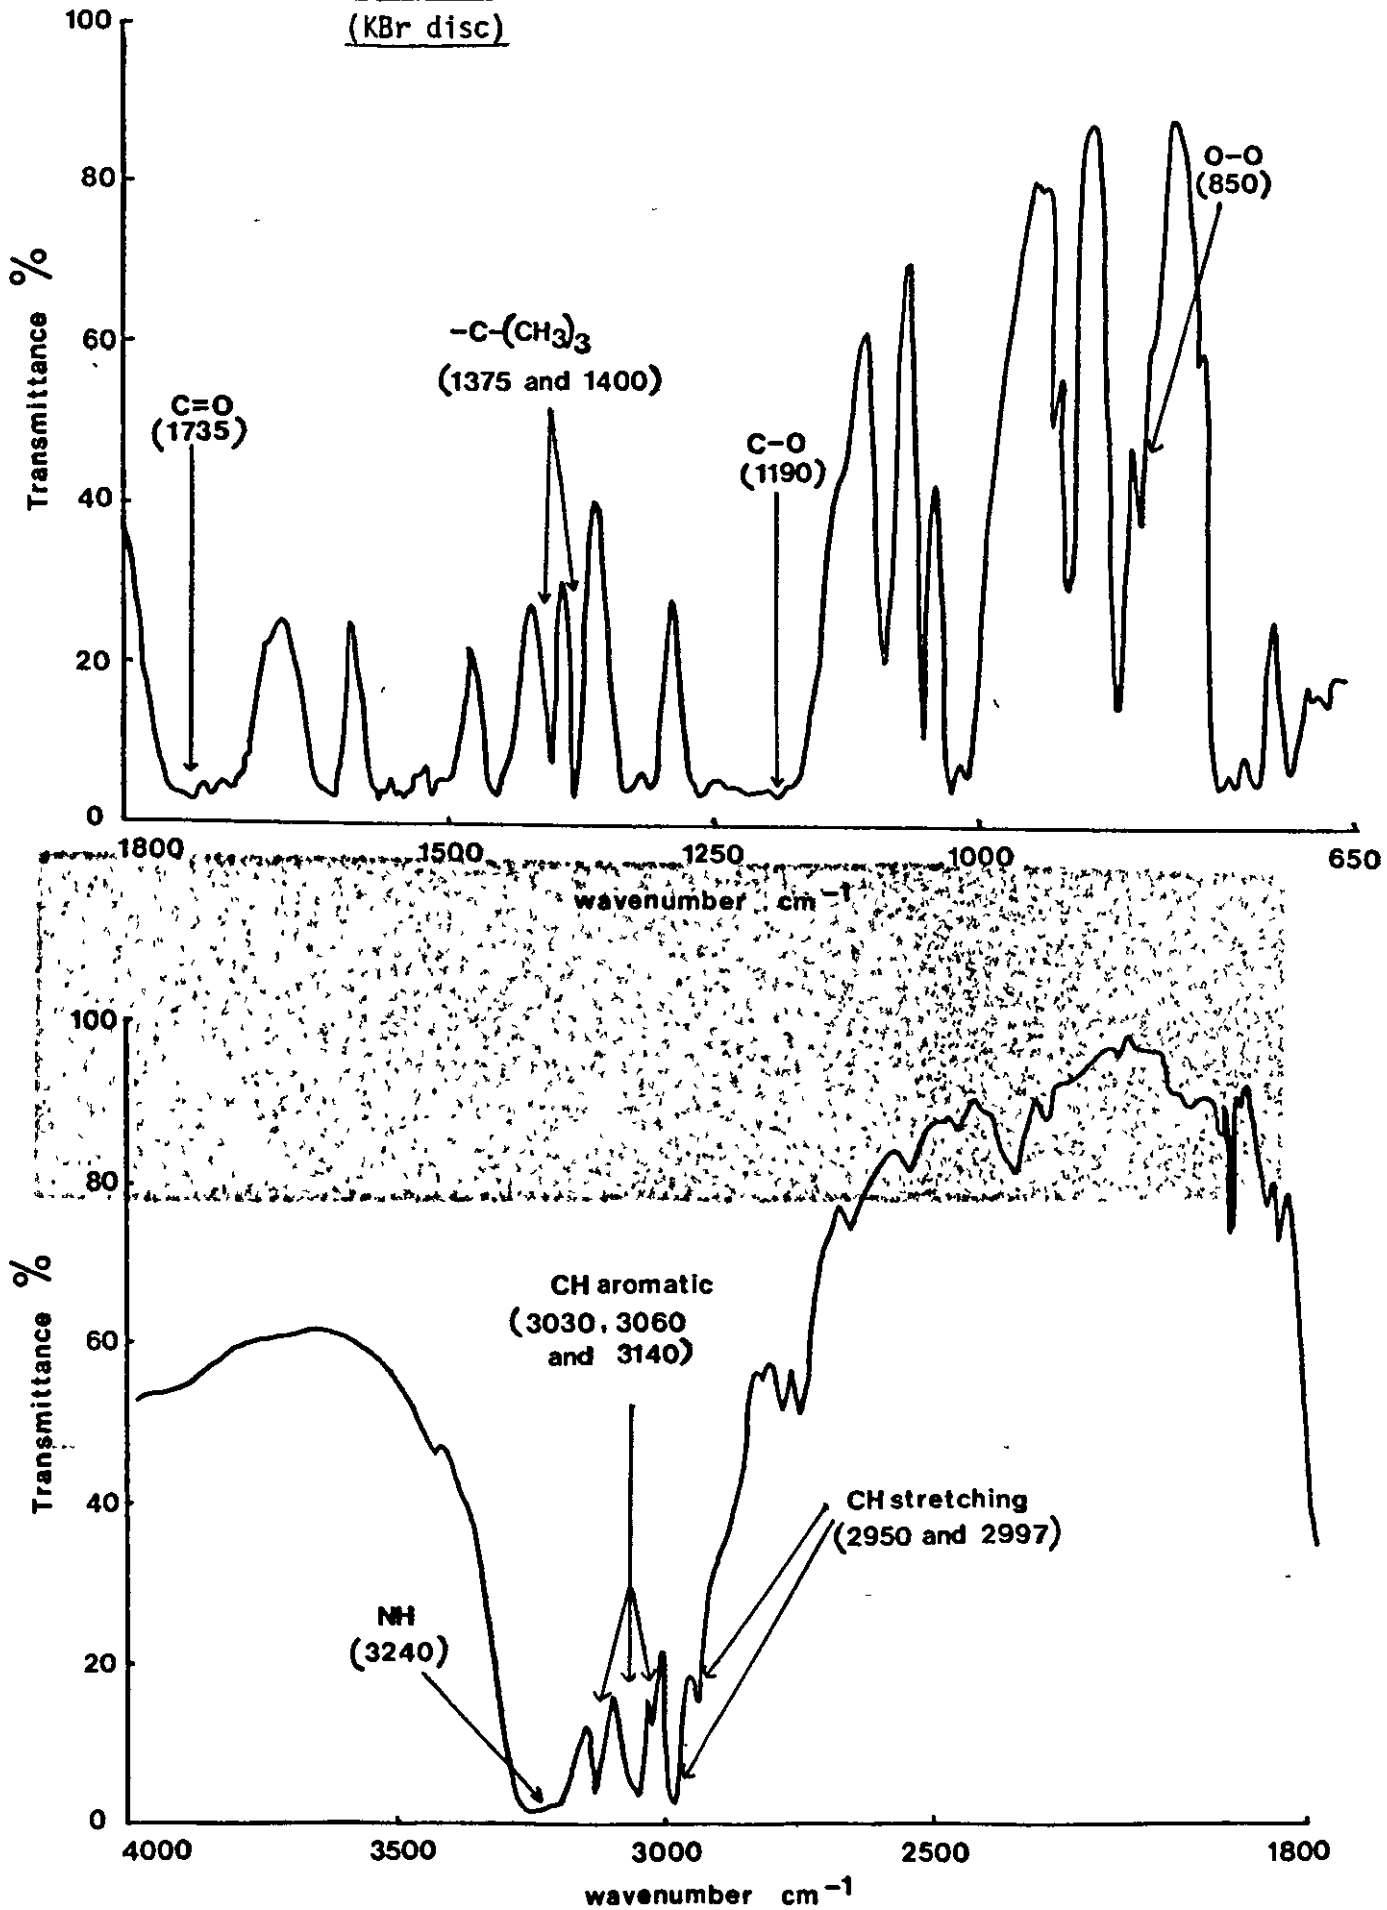 (KBr disc)
100
80
60
40
20
0
Transmittance %
C=O
(1735)
-C-(CH3)3
(1375 and 1400)
C-O
(1190)
O-O
(850)
1800
1500
1250
1000
650
wavenumber cm-1
100
80
60
40
20
0
Transmittance %
CH aromatic
(3030, 3060
and 3140)
NH
(3240)
CH stretching
(2950 and 2997)
4000
3500
3000
2500
1800
wavenumber cm-1